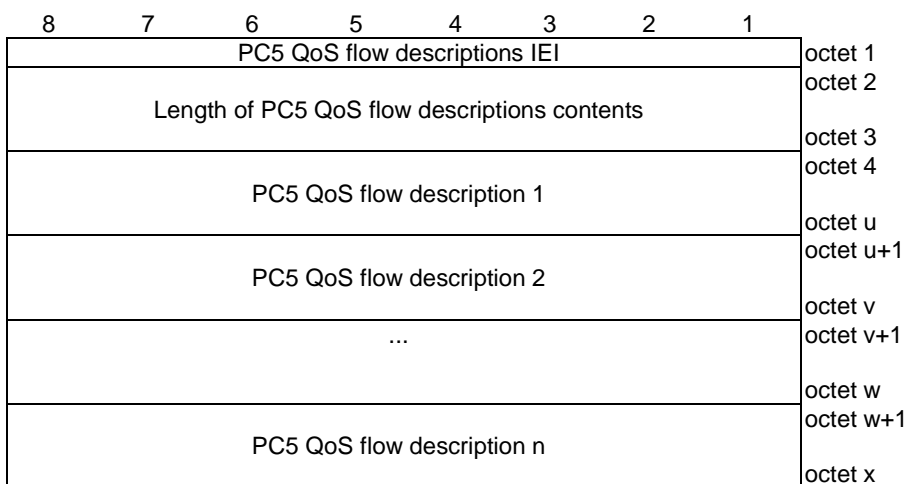 8 7 6 5 4 3 2 1
PC5 QoS flow descriptions IEI octet 1
octet 2
Length of PC5 QoS flow descriptions contents
octet 3
octet 4
PC5 QoS flow description 1
octet u
octet u+1
PC5 QoS flow description 2
octet v
... octet v+1
octet w
octet w+1
PC5 QoS flow description n
octet x